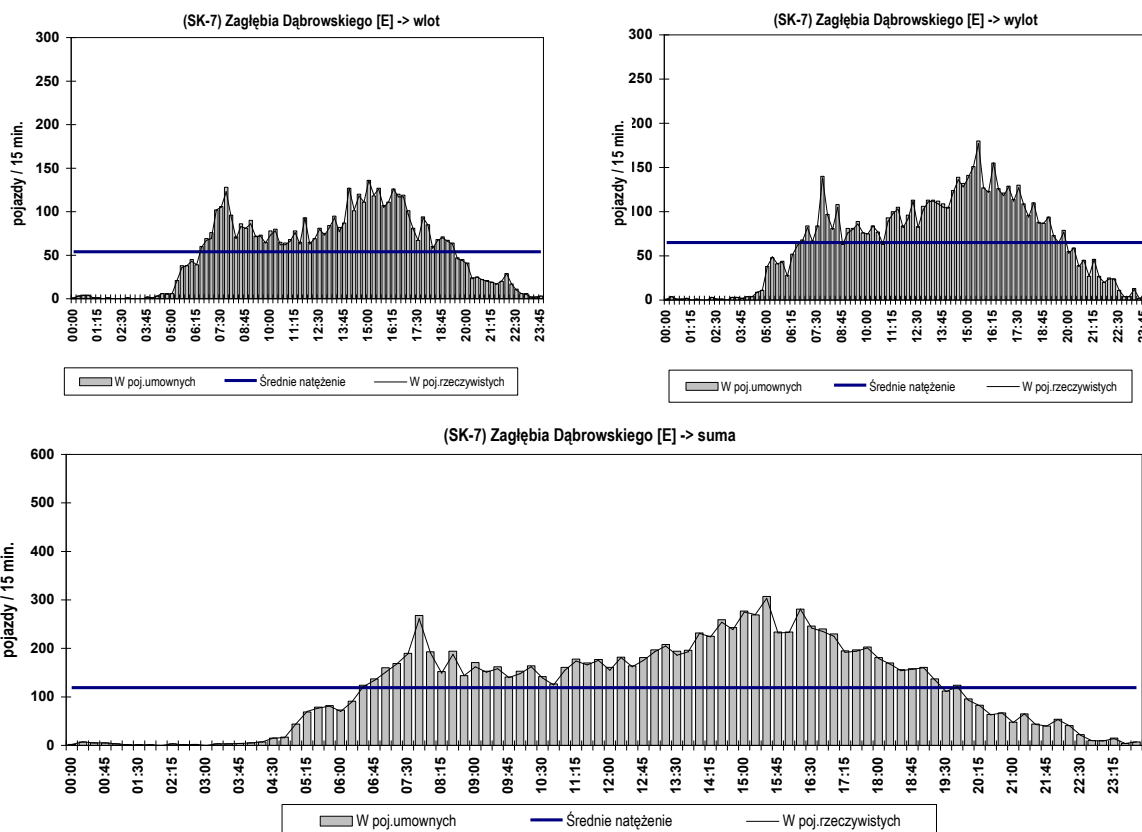 (SK-7) Zagłębia Dąbrowskiego [E] -> wlot
pojazdy / 15 min.
300
250
200
150
100
50
0
00:00 01:15 02:30 03:45 05:00 06:15 07:30 08:45 10:00 11:15 12:30 13:45 15:00 16:15 17:30 18:45 20:00 21:15 22:30 23:45
W poj.umownych Średnie natężenie W poj.rzeczywistych
(SK-7) Zagłębia Dąbrowskiego [E] -> wylot
pojazdy / 15 min.
300
250
200
150
100
50
0
00:00 01:15 02:30 03:45 05:00 06:15 07:30 08:45 10:00 11:15 12:30 13:45 15:00 16:15 17:30 18:45 20:00 21:15 22:30 23:45
W poj.umownych Średnie natężenie W poj.rzeczywistych
(SK-7) Zagłębia Dąbrowskiego [E] -> suma
pojazdy / 15 min.
600
500
400
300
200
100
0
00:00 00:45 01:30 02:15 03:00 03:45 04:30 05:15 06:00 06:45 07:30 08:15 09:00 09:45 10:30 11:15 12:00 12:45 13:30 14:15 15:00 15:45 16:30 17:15 18:00 18:45 19:30 20:15 21:00 21:45 22:30 23:15
W poj.umownych Średnie natężenie W poj.rzeczywistych